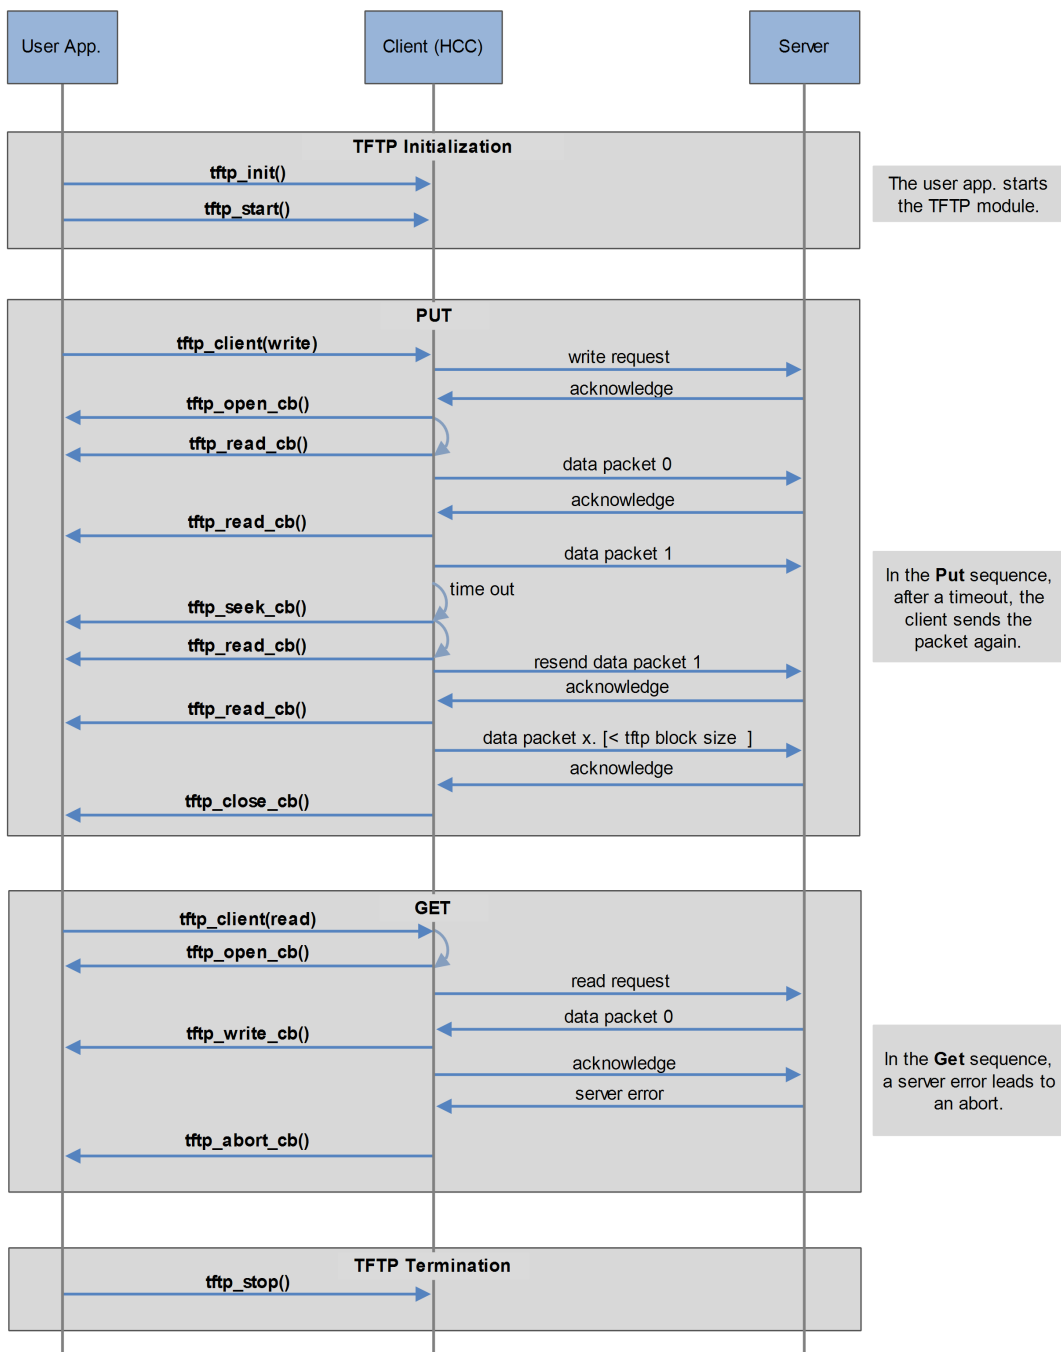 User App.
Client (HCC)
Server
TFTP Initialization
tftp_init()
tftp_start()
The user app. starts
the TFTP module.
PUT
tftp_client(write)
write request
acknowledge
tftp_open_cb()
tftp_read_cb()
data packet 0
acknowledge
tftp_read_cb()
data packet 1
time out
tftp_seek_cb()
tftp_read_cb()
resend data packet 1
acknowledge
tftp_read_cb()
data packet x. [< tftp block size  ]
acknowledge
tftp_close_cb()
In the Put sequence,
after a timeout, the
client sends the
packet again.
GET
tftp_client(read)
tftp_open_cb()
read request
data packet 0
tftp_write_cb()
acknowledge
server error
tftp_abort_cb()
In the Get sequence,
a server error leads to
an abort.
TFTP Termination
tftp_stop()